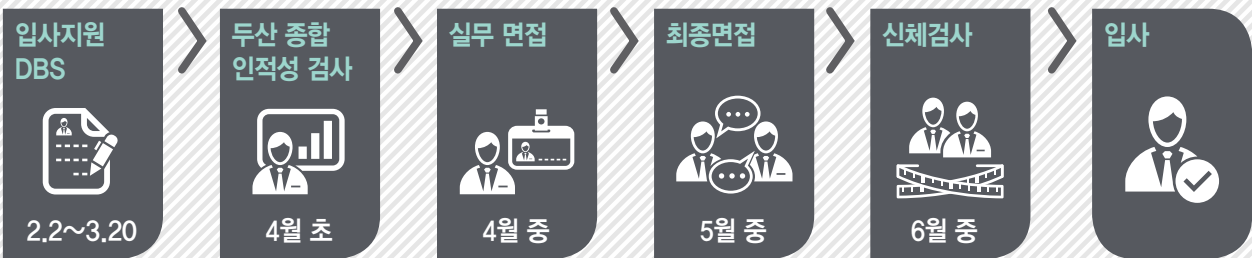 입사지원
DBS
2.2~3.20
두산 종합
인적성 검사
4월 초
실무 면접
4월 중
최종면접
5월 중
신체검사
6월 중
입사